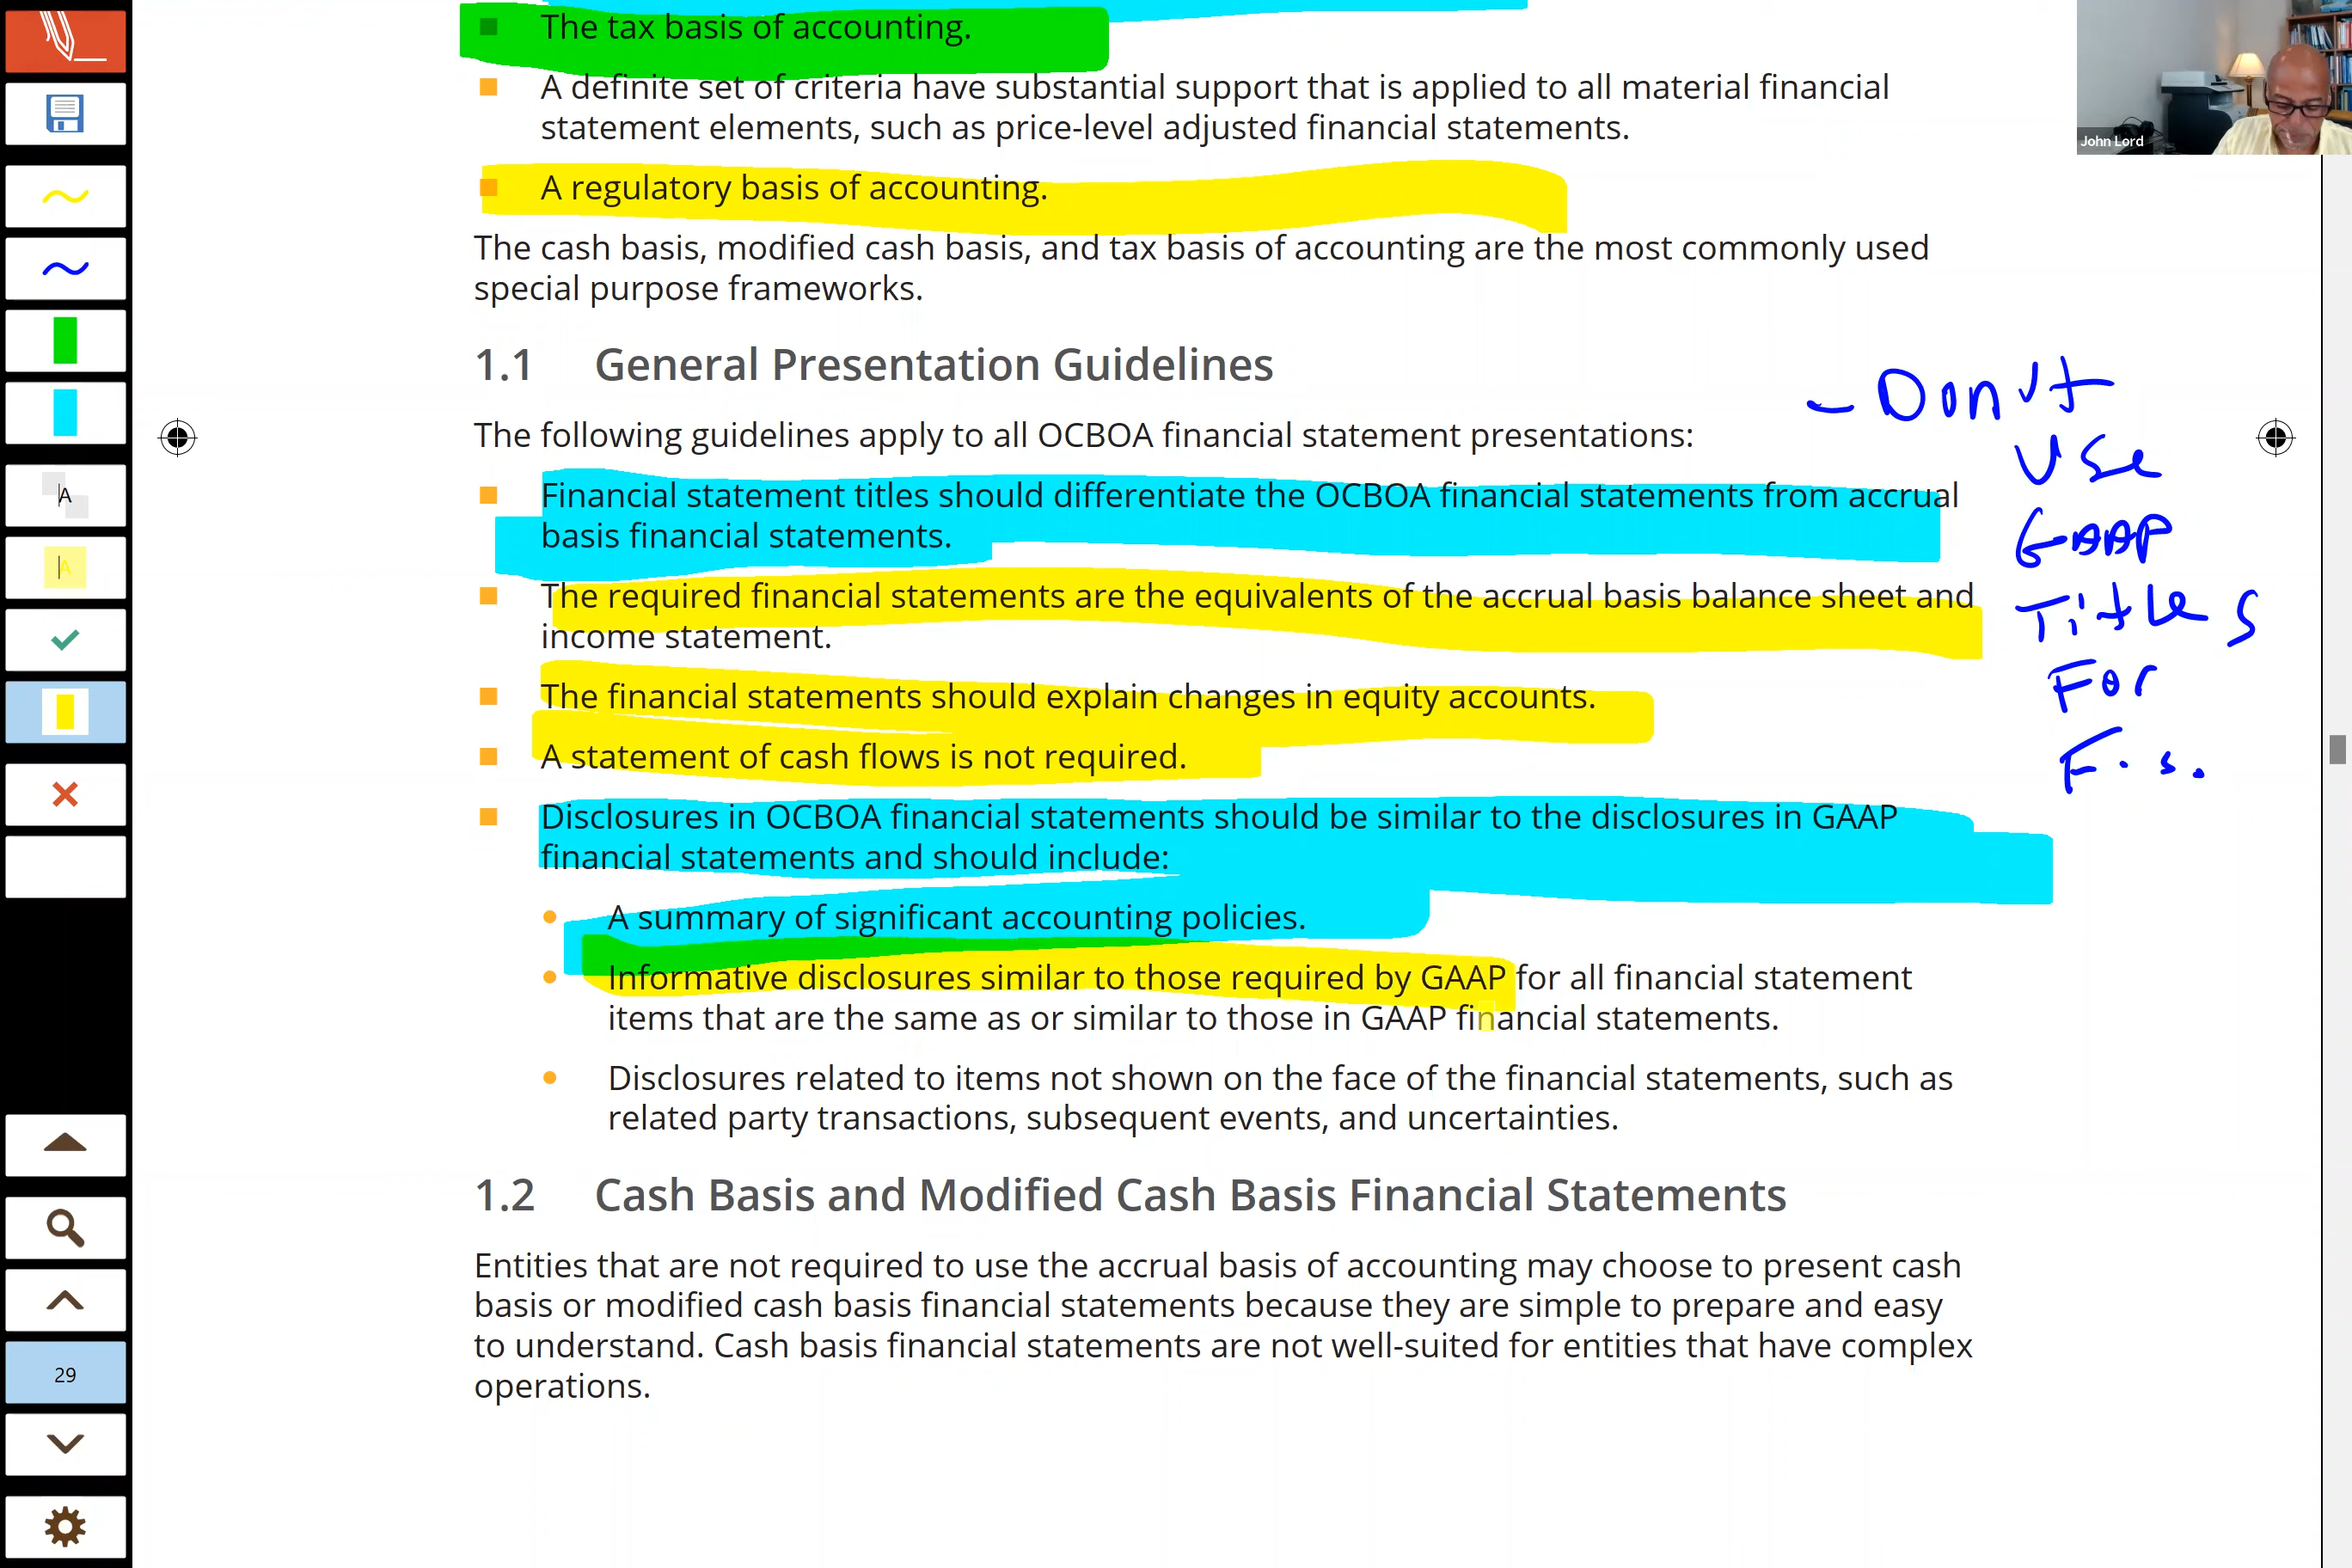 The tax basis of accounting.
A definite set of criteria have substantial support that is applied to all material financial
statement elements, such as price-level adjusted financial statements.
A regulatory basis of accounting.
The cash basis, modified cash basis, and tax basis of accounting are the most commonly used
special purpose frameworks.
1.1 General Presentation Guidelines
The following guidelines apply to all OCBOA financial statement presentations:
Financial statement titles should differentiate the OCBOA financial statements from accrual
basis financial statements.
The required financial statements are the equivalents of the accrual basis balance sheet and
income statement.
The financial statements should explain changes in equity accounts.
A statement of cash flows is not required.
Disclosures in OCBOA financial statements should be similar to the disclosures in GAAP
financial statements and should include:
A summary of significant accounting policies.
Informative disclosures similar to those required by GAAP for all financial statement
items that are the same as or similar to those in GAAP financial statements.
Disclosures related to items not shown on the face of the financial statements, such as
related party transactions, subsequent events, and uncertainties.
1.2 Cash Basis and Modified Cash Basis Financial Statements
Entities that are not required to use the accrual basis of accounting may choose to present cash
basis or modified cash basis financial statements because they are simple to prepare and easy
to understand. Cash basis financial statements are not well-suited for entities that have complex
operations.
- Don't
Use
GAAP
Titles
For
F.S.
John Lord
A
A
29